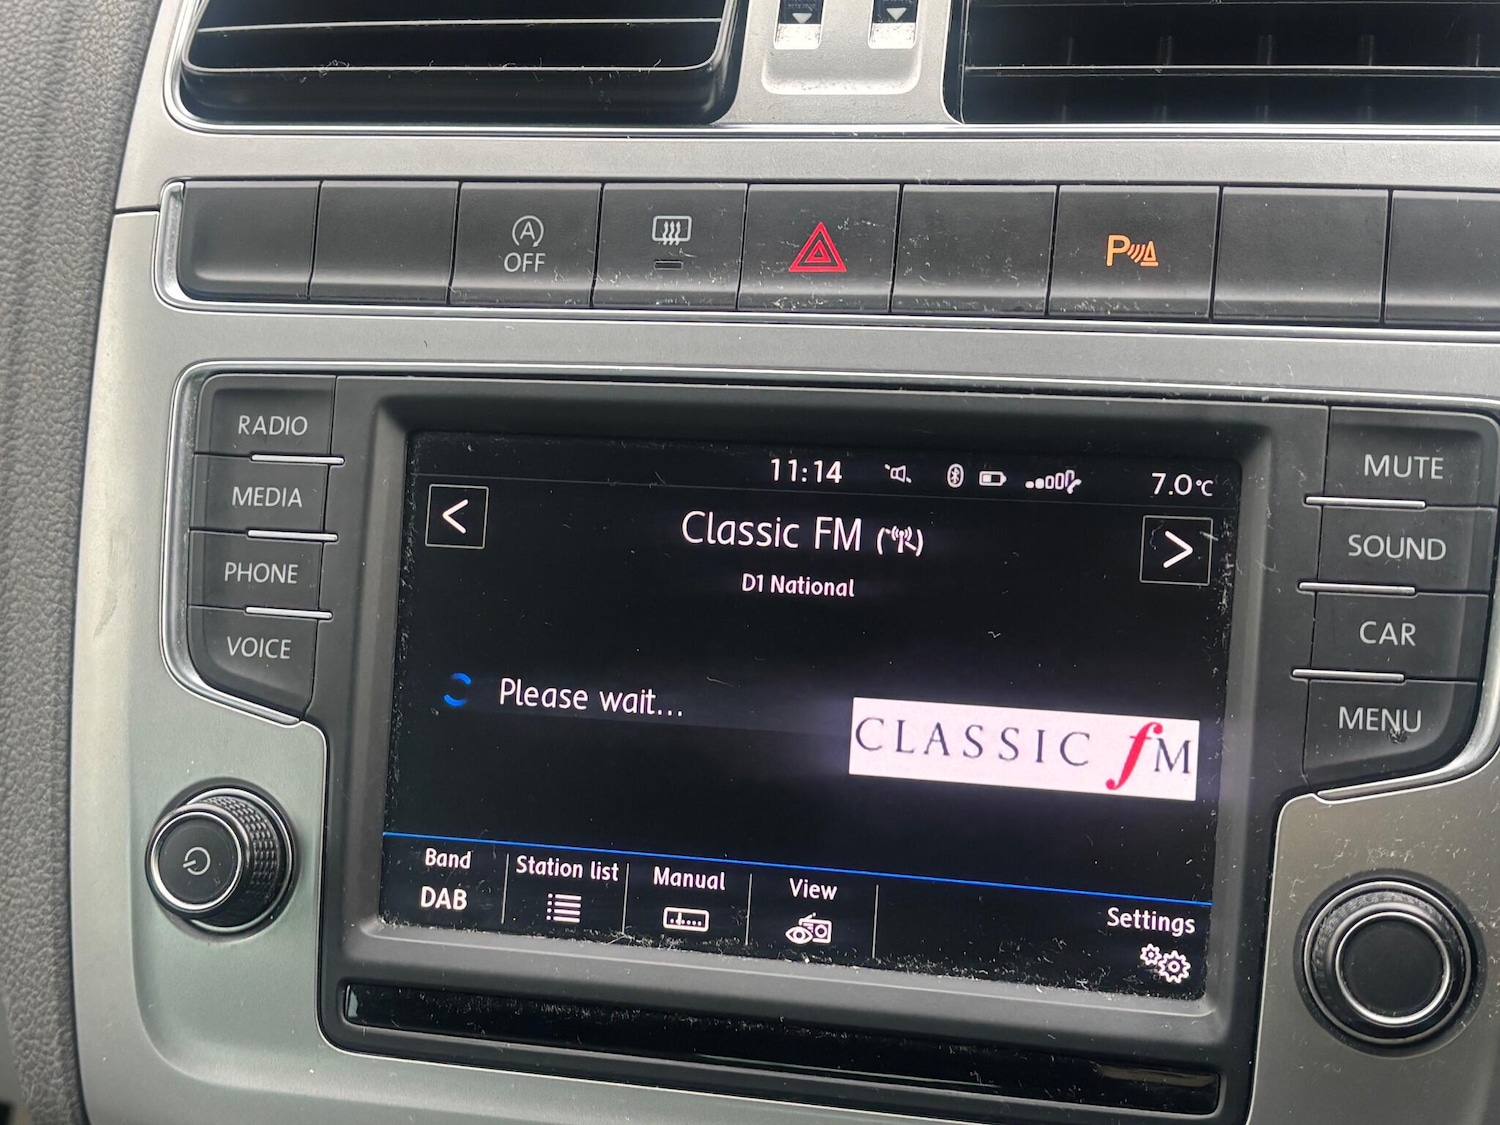 A
OFF
P
RADIO
MEDIA
PHONE
VOICE
MUTE
SOUND
CAR
MENU
11:14 7.0°C
<
Classic FM
>
D1 National
Please wait...
CLASSIC fM
Band
DAB
Station list
Manual
View
Settings